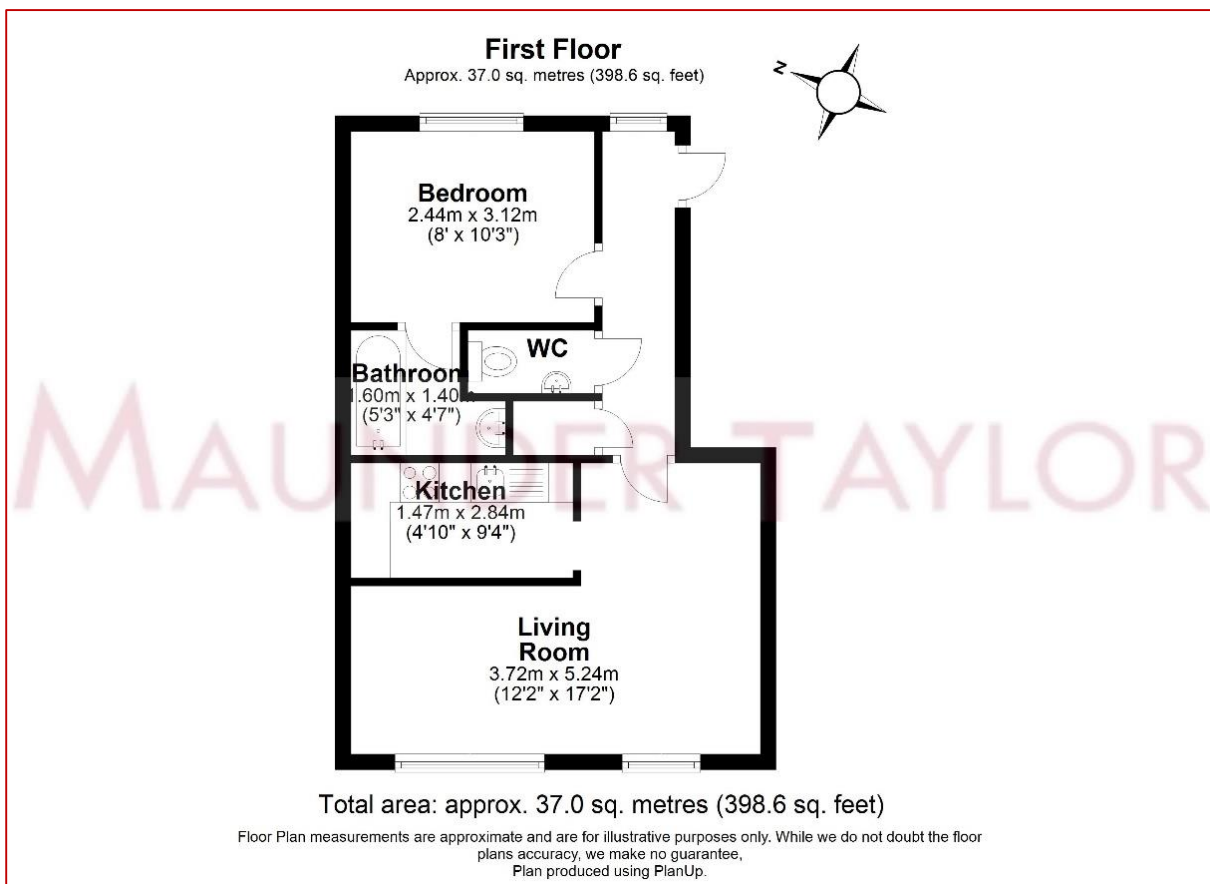 First Floor
Approx. 37.0 sq. metres (398.6 sq. feet)
N
Bedroom
2.44m x 3.12m
(8' x 10'3")
WC
Bathroom
1.60m x 1.40m
(5'3" x 4'7")
MAUNDER TAYLOR
Kitchen
1.47m x 2.84m
(4'10" x 9'4")
Living
Room
3.72m x 5.24m
(12'2" x 17'2")
Total area: approx. 37.0 sq. metres (398.6 sq. feet)
Floor Plan measurements are approximate and are for illustrative purposes only. While we do not doubt the floor
plans accuracy, we make no guarantee,
Plan produced using PlanUp.